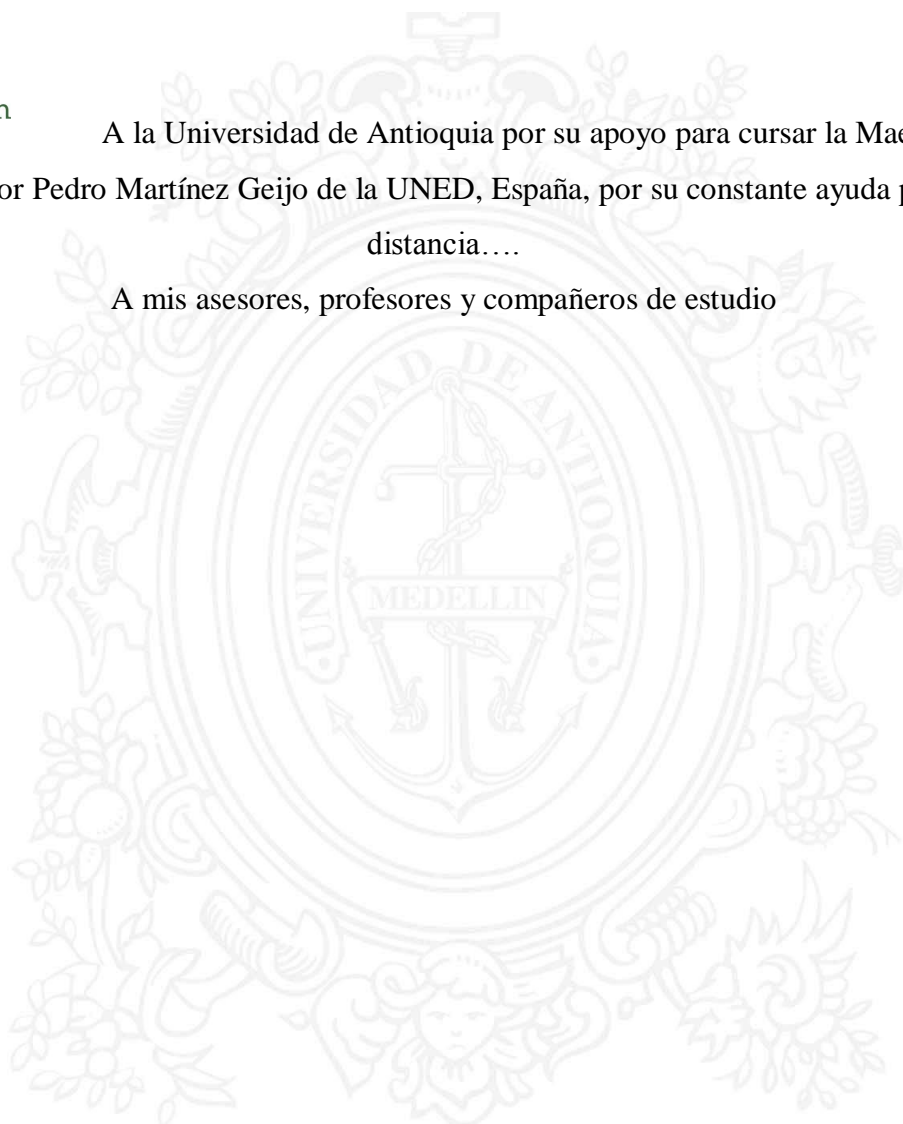 A la Universidad de Antioquia por su apoyo para cursar la
or Pedro Martínez Geijo de la UNED, España, por su constante ayuda
distancia….
A mis asesores, profesores y compañeros de estudio
UNIVERSIDAD DE ANTIOQUIA
MEDELLIN